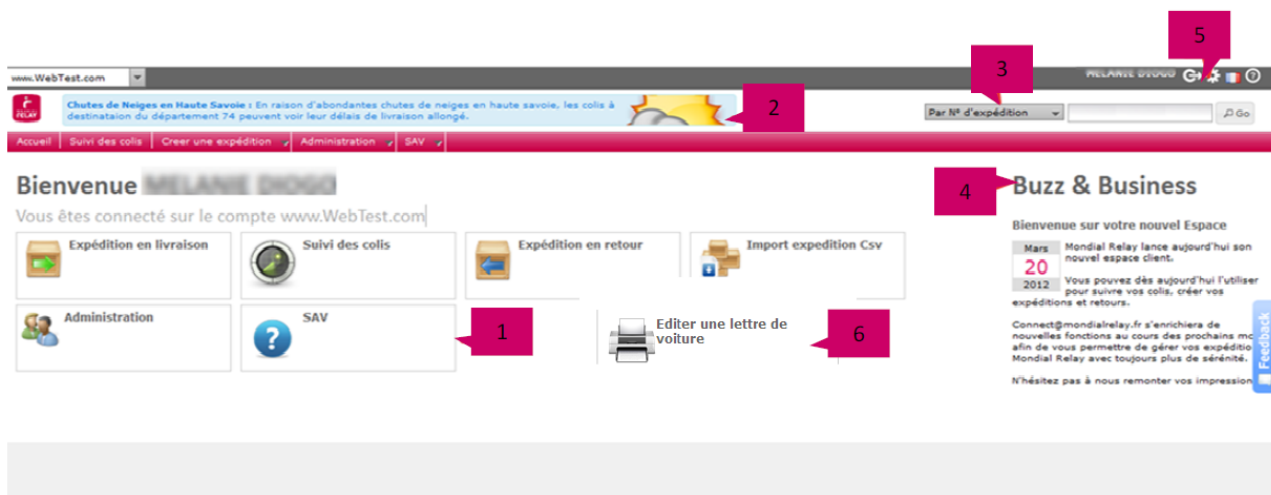 5
3
www.WebTest.com
RELAY
Chutes de Neiges en Haute Savoie : En raison d'abondantes chutes de neiges en haute savoie, les colis à
destinataion du département 74 peuvent voir leur délais de livraison allongé.
2
Par N° d'expédition
Go
Accueil Suivi des colis Creer une expédition Administration SAV
Bienvenue
4
Buzz & Business
Vous êtes connecté sur le compte www.WebTest.com
Bienvenue sur votre nouvel Espace
Expédition en livraison
Suivi des colis
Expédition en retour
Import expedition Csv
Mars
20
2012
Mondial Relay lance aujourd'hui son
nouvel espace client.
Vous pouvez dès aujourd'hui l'utiliser
pour suivre vos colis, créer vos
expéditions et retours.
Administration
SAV
1
Editer une lettre de
voiture
6
Connect@mondialrelay.fr s'enrichiera de
nouvelles fonctions au cours des prochains
afin de vous permettre de gérer vos
Mondial Relay avec toujours plus de sérénité.
N'hésitez pas à nous remonter vos
Feedback